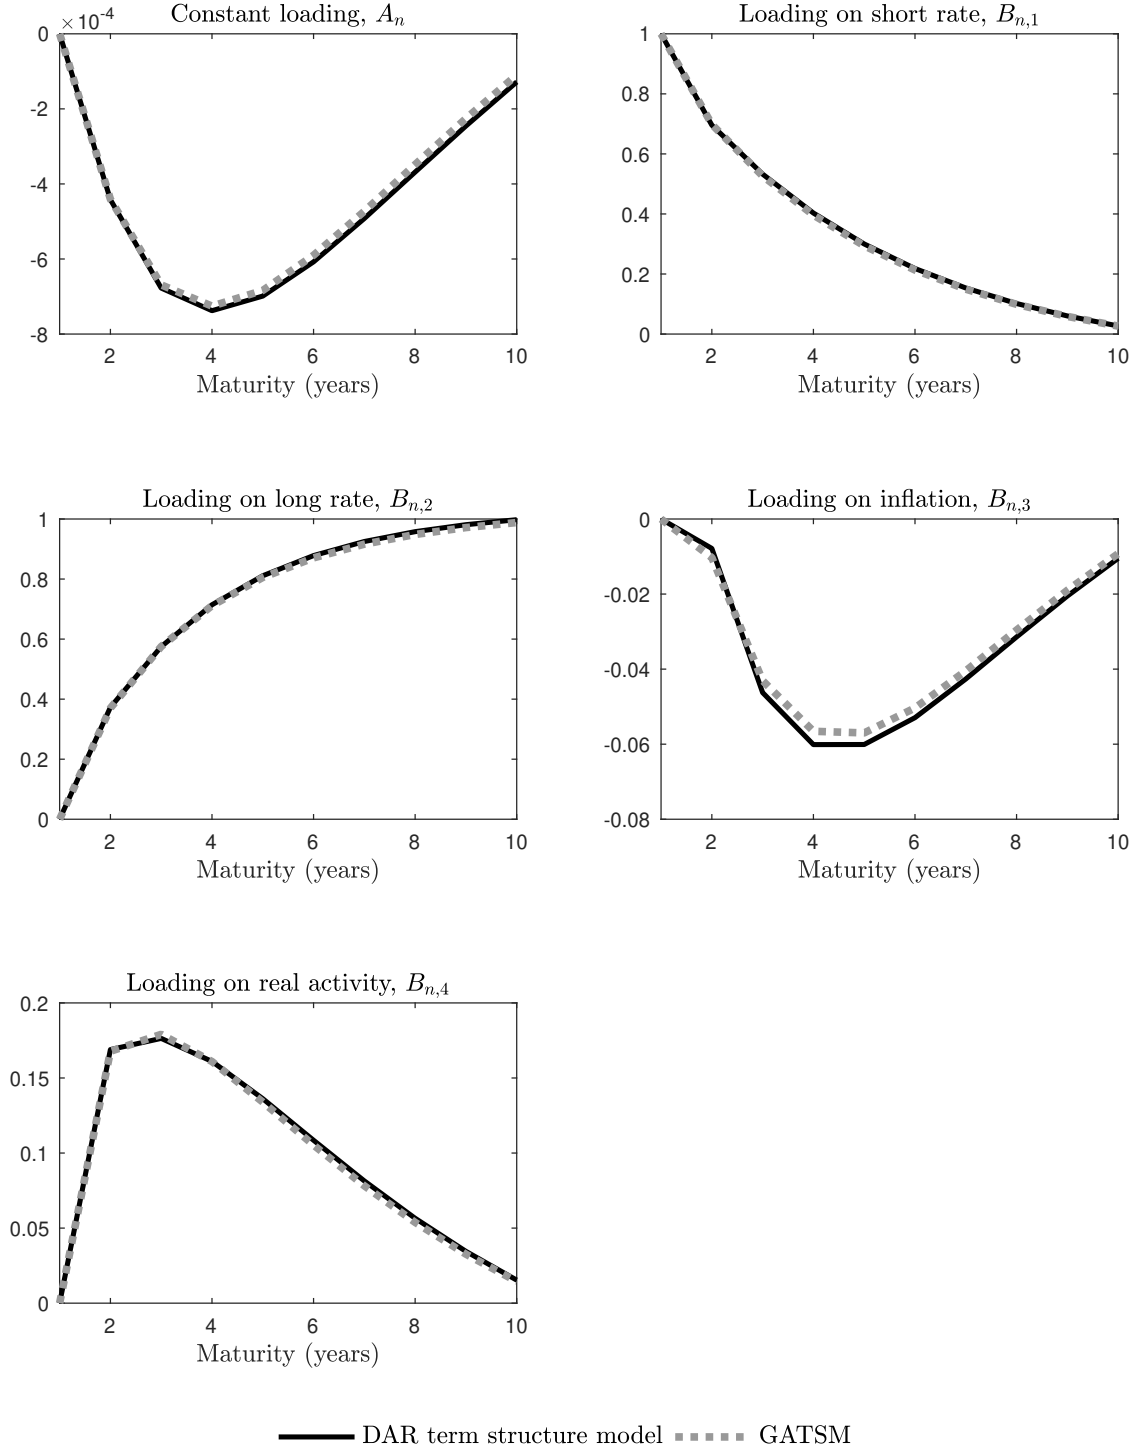 Constant loading, A_n
×10^-4
0
-2
-4
-6
-8
2 4 6 8 10
Maturity (years)
Loading on short rate, B_{n,1}
1
0.8
0.6
0.4
0.2
0
2 4 6 8 10
Maturity (years)
Loading on long rate, B_{n,2}
1
0.8
0.6
0.4
0.2
0
2 4 6 8 10
Maturity (years)
Loading on inflation, B_{n,3}
0
-0.02
-0.04
-0.06
-0.08
2 4 6 8 10
Maturity (years)
Loading on real activity, B_{n,4}
0.2
0.15
0.1
0.05
0
2 4 6 8 10
Maturity (years)
DAR term structure model GATSM